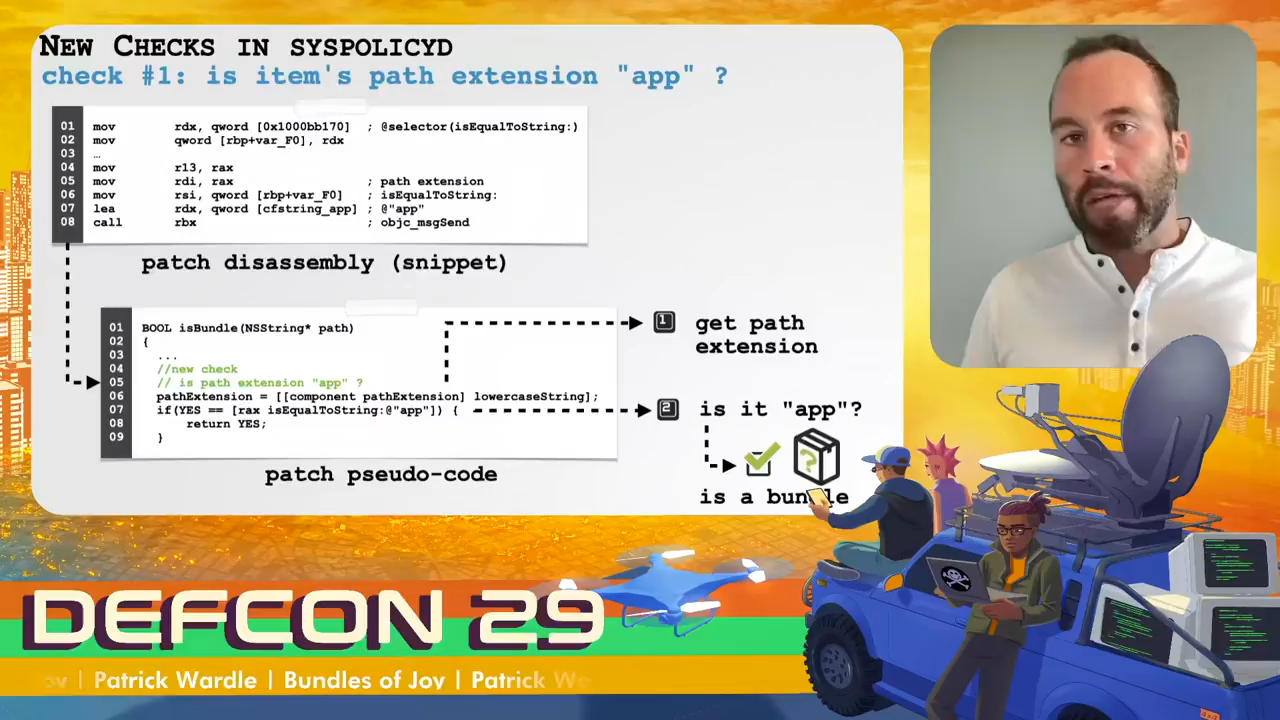 New Checks in syspolicyd
check #1: is item's path extension "app" ?
01 mov rdx, qword [0x1000bb170] ; @selector(isEqualToString:)
02 mov qword [rbp+var_F0], rdx
03 …
04 mov r13, rax
05 mov rdi, rax ; path extension
06 mov rsi, qword [rbp+var_F0] ; isEqualToString:
07 lea rdx, qword [cfstring_app] ; @"app"
08 call rbx ; objc_msgSend
patch disassembly (snippet)
01 BOOL isBundle(NSString* path)
02 {
03 ...
04 //new check
05 // is path extension "app" ?
06 pathExtension = [[component pathExtension] lowercaseString];
07 if(YES == [rax isEqualToString:@"app"]) {
08 return YES;
09 }
patch pseudo-code
1 get path
extension
2 is it "app"?
?
is a bundle
DEFCON 29
oy | Patrick Wardle | Bundles of Joy | Patrick W